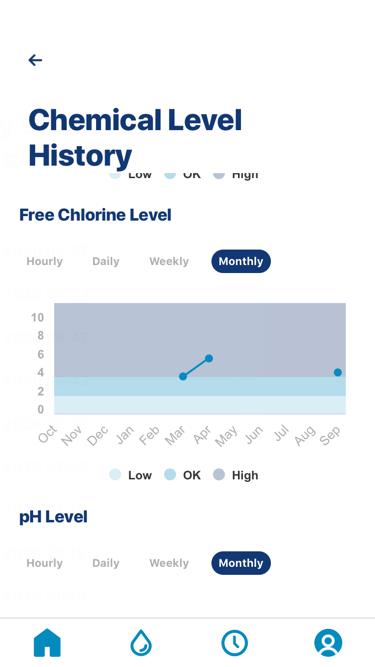 Chemical Level
History
Low OK High
Free Chlorine Level
Hourly Daily Weekly Monthly
10
8
6
4
2
0
Oct Nov Dec Jan Feb Mar Apr May Jun Jul Aug Sep
Low OK High
pH Level
Hourly Daily Weekly Monthly